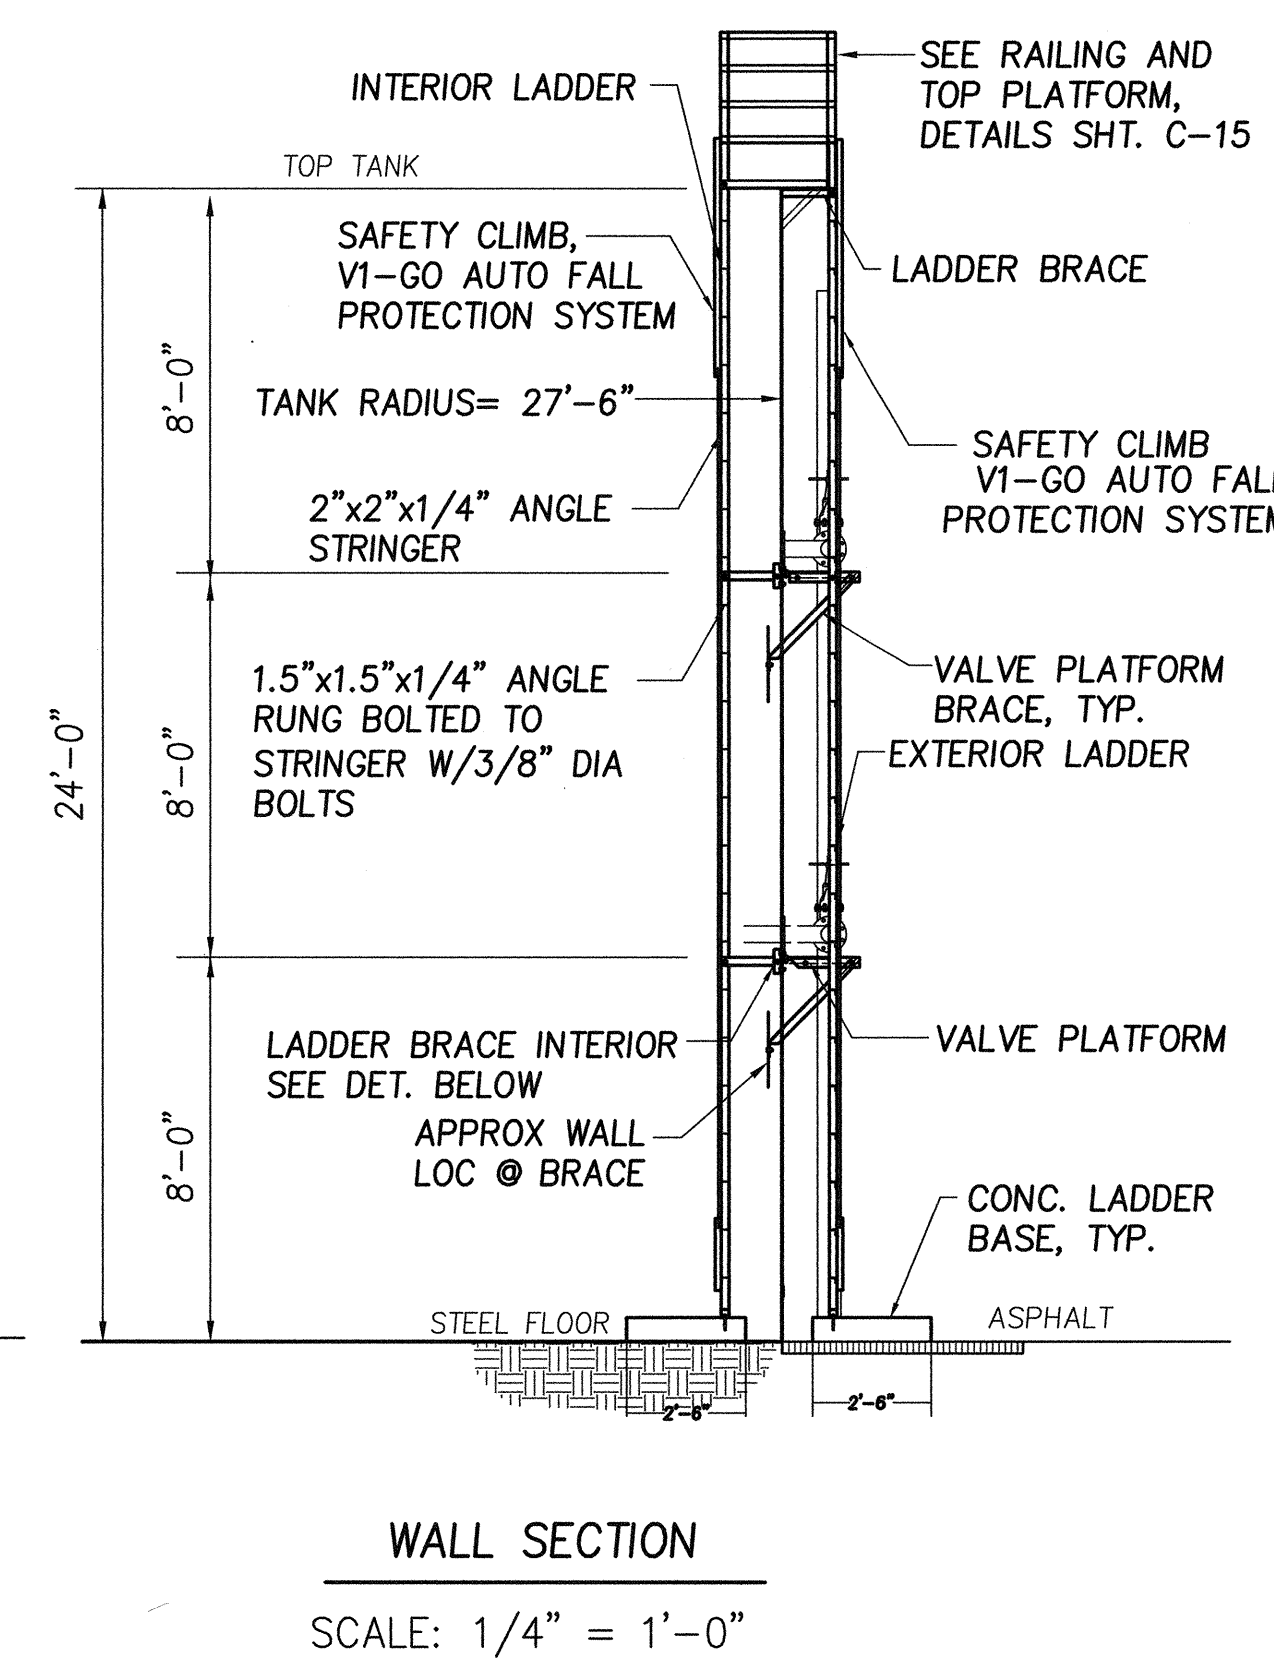 SEE RAILING AND
TOP PLATFORM,
DETAILS SHT. C-15
INTERIOR LADDER
TOP TANK
SAFETY CLIMB,
V1-GO AUTO FALL
PROTECTION SYSTEM
LADDER BRACE
8'-0"
TANK RADIUS= 27'-6"
SAFETY CLIMB
V1-GO AUTO FALL
PROTECTION SYSTEM
2"x2"x1/4" ANGLE
STRINGER
1.5"x1.5"x1/4" ANGLE
RUNG BOLTED TO
STRINGER W/3/8" DIA
BOLTS
VALVE PLATFORM
BRACE, TYP.
EXTERIOR LADDER
24'-0"
8'-0"
LADDER BRACE INTERIOR
SEE DET. BELOW
VALVE PLATFORM
APPROX WALL
LOC @ BRACE
8'-0"
CONC. LADDER
BASE, TYP.
STEEL FLOOR
ASPHALT
2'-6"
2'-6"
WALL SECTION
SCALE: 1/4" = 1'-0"